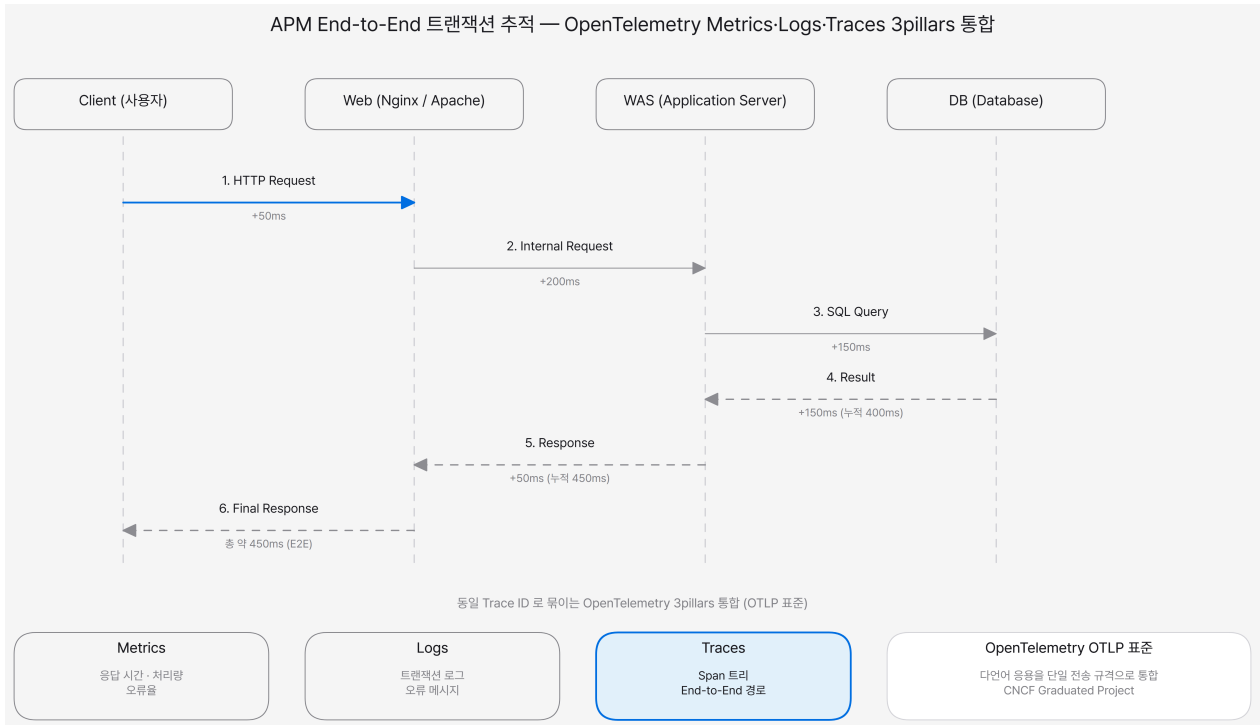 APM End-to-End 트랜잭션 추적 — OpenTelemetry Metrics·Logs·Traces 3pillars 통합
Client (사용자)
Web (Nginx / Apache)
WAS (Application Server)
DB (Database)
1. HTTP Request
+50ms
2. Internal Request
+200ms
3. SQL Query
+150ms
4. Result
+150ms (누적 400ms)
5. Response
+50ms (누적 450ms)
6. Final Response
총 약 450ms (E2E)
동일 Trace ID 로 묶이는 OpenTelemetry 3pillars 통합 (OTLP 표준)
Metrics
응답 시간 · 처리량
오류율
Logs
트랜잭션 로그
오류 메시지
Traces
Span 트리
End-to-End 경로
OpenTelemetry OTLP 표준
다언어 응용을 단일 전송 규격으로 통합
CNCF Graduated Project